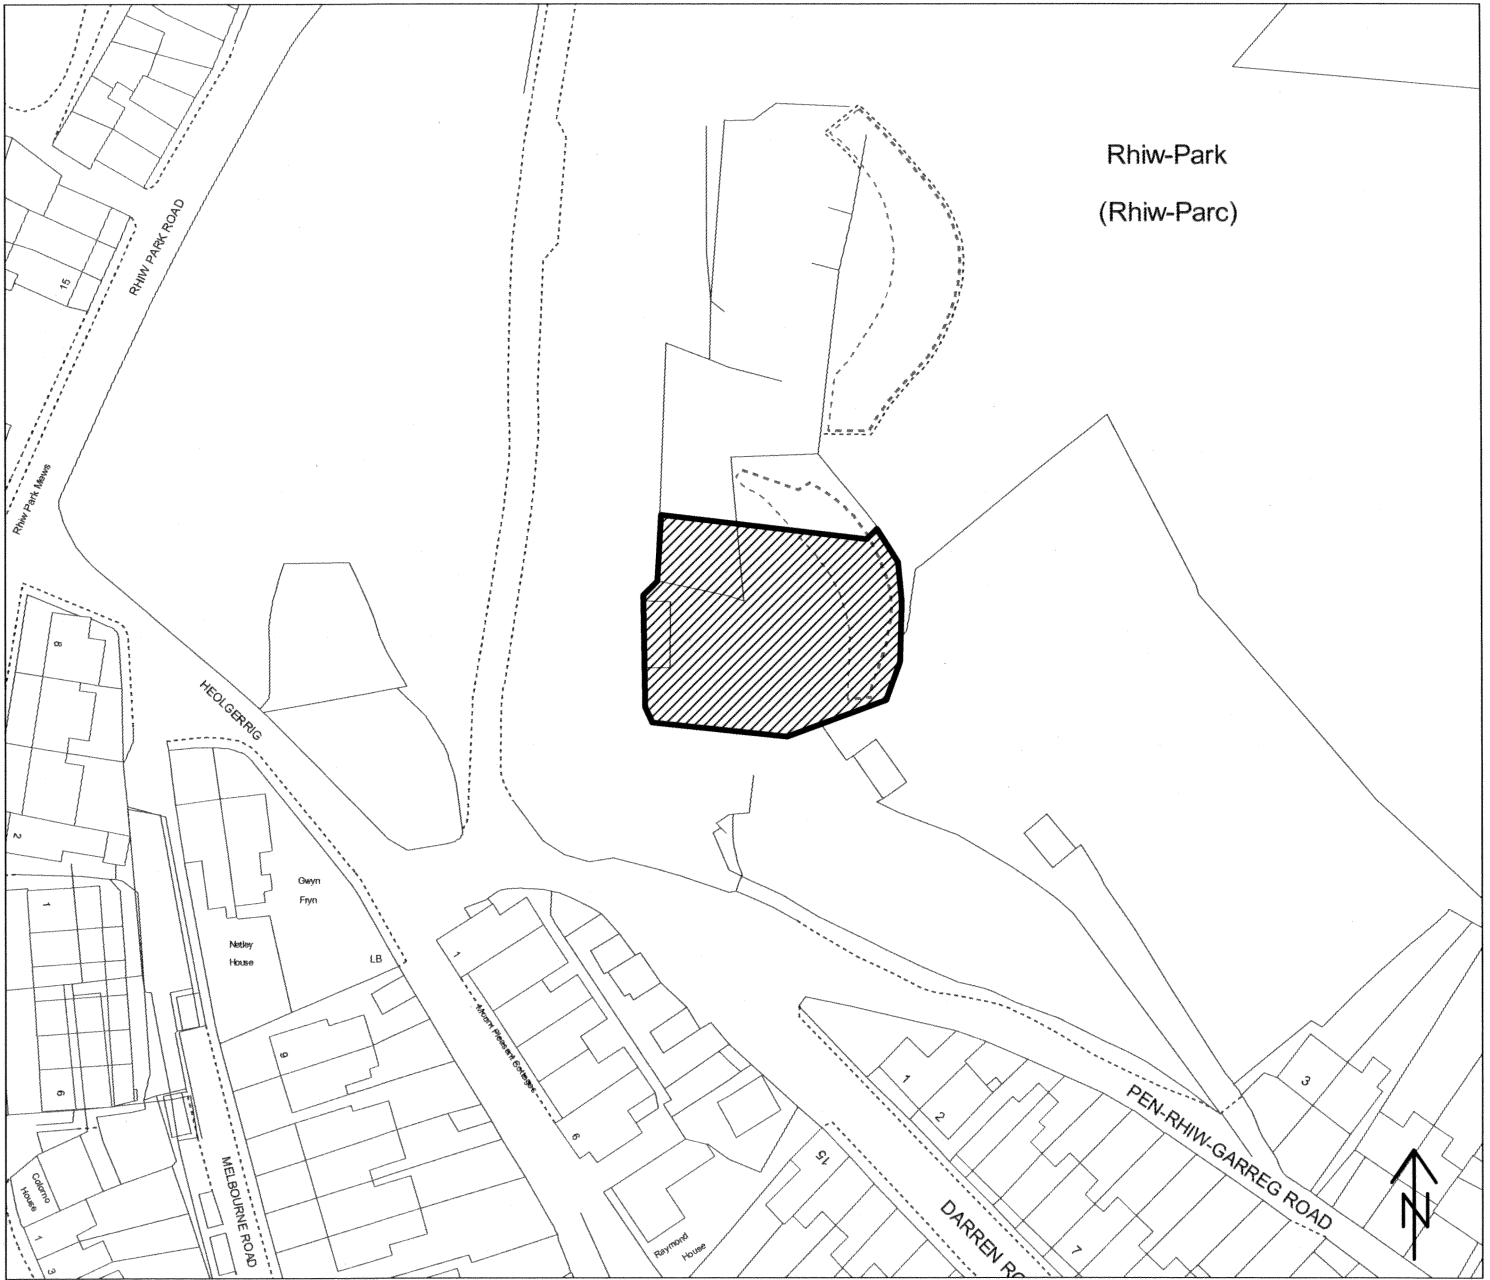 Rhiw-Park
(Rhiw-Parc)
RHIW PARK ROAD
15
Rhiw Park Mews
8
HEOLGERRIG
2
1
Gwyn
Fryn
Netley
House
LB
1
Mount Pleasant Cottages
9
6
6
1
2
3
PEN-RHIW-GARREG ROAD
15
MELBOURNE ROAD
House
1
3
Raymond
House
DARREN RO
7
N